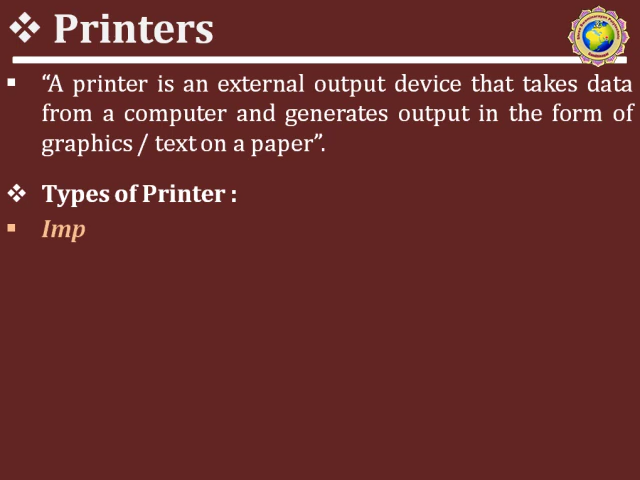 ❖ Printers
▪ “A printer is an external output device that takes data
from a computer and generates output in the form of
graphics / text on a paper”.
❖ Types of Printer :
▪ Imp